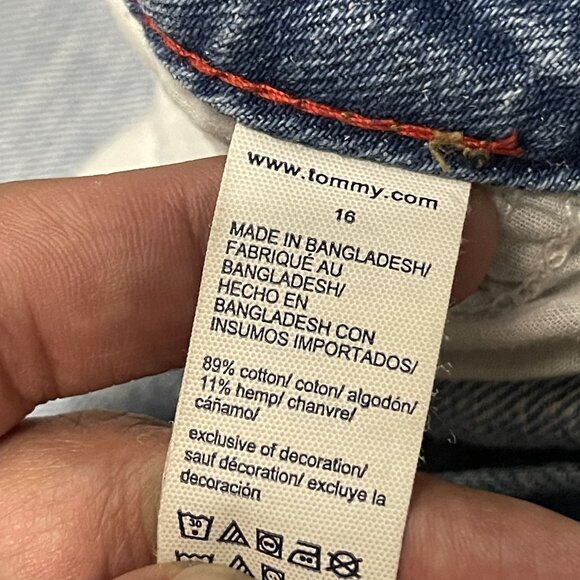 www.tommy.com
16
MADE IN BANGLADESH/
FABRIQUÉ AU
BANGLADESH/
HECHO EN
BANGLADESH CON
INSUMOS IMPORTADOS/
89% cotton/ coton/ algodón/
11% hemp/ chanvre/
cáñamo/
exclusive of decoration/
sauf décoration/ excluye la
decoración
30